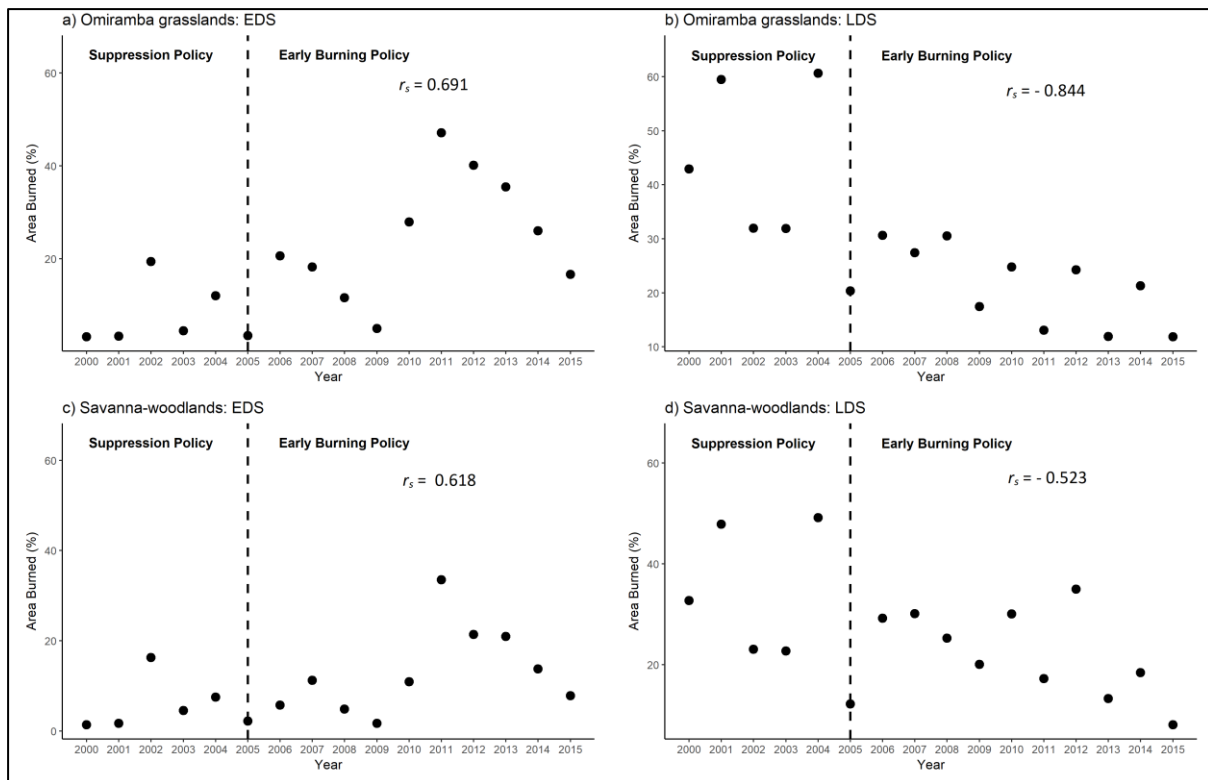 a) Omiramba grasslands: EDS
Suppression Policy
Early Burning Policy
rs = 0.691
Area Burned (%)
60
40
20
2000 2001 2002 2003 2004 2005 2006 2007 2008 2009 2010 2011 2012 2013 2014 2015
Year
b) Omiramba grasslands: LDS
Suppression Policy
Early Burning Policy
rs = - 0.844
Area Burned (%)
60
50
40
30
20
10
2000 2001 2002 2003 2004 2005 2006 2007 2008 2009 2010 2011 2012 2013 2014 2015
Year
c) Savanna-woodlands: EDS
Suppression Policy
Early Burning Policy
rs = 0.618
Area Burned (%)
60
40
20
0
2000 2001 2002 2003 2004 2005 2006 2007 2008 2009 2010 2011 2012 2013 2014 2015
Year
d) Savanna-woodlands: LDS
Suppression Policy
Early Burning Policy
rs = - 0.523
Area Burned (%)
60
40
20
2000 2001 2002 2003 2004 2005 2006 2007 2008 2009 2010 2011 2012 2013 2014 2015
Year